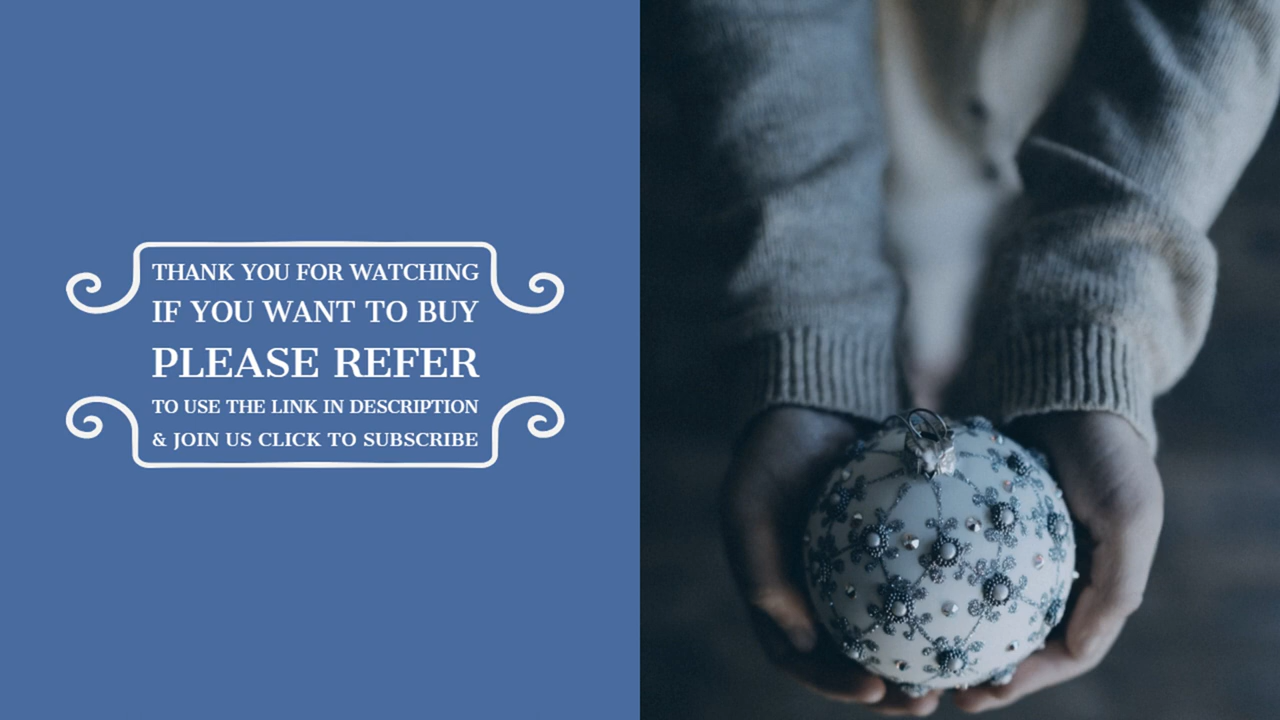 THANK YOU FOR WATCHING
IF YOU WANT TO BUY
PLEASE REFER
TO USE THE LINK IN DESCRIPTION
& JOIN US CLICK TO SUBSCRIBE